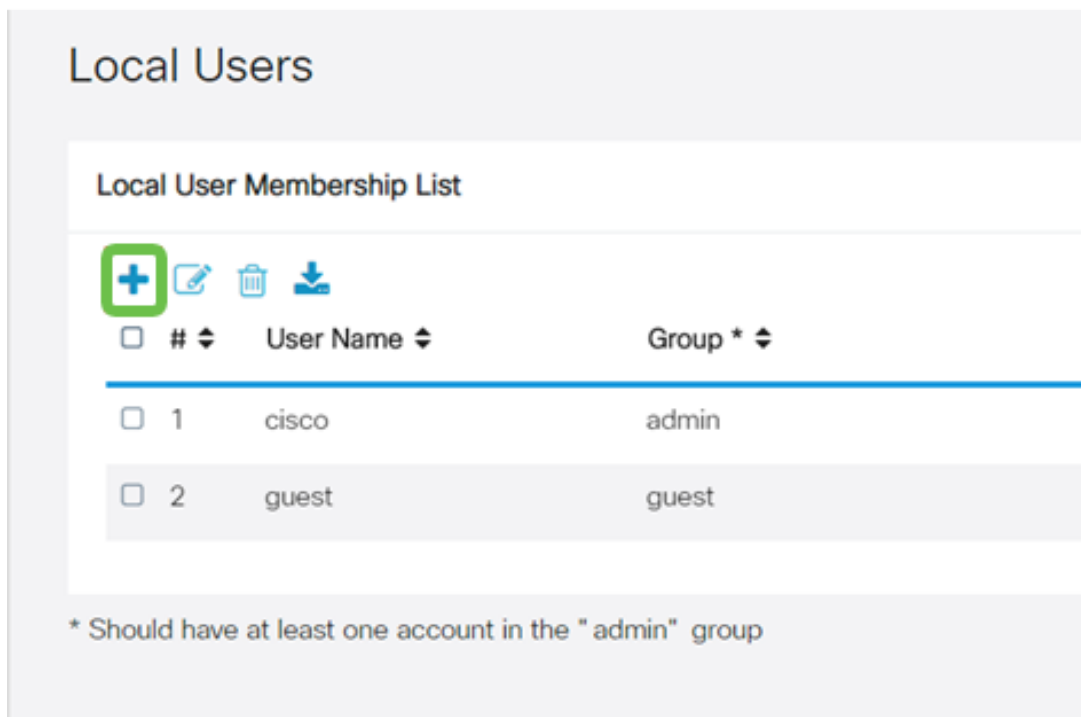 Local Users
Local User Membership List
# User Name Group *
1 cisco admin
2 guest guest
* Should have at least one account in the "admin" group